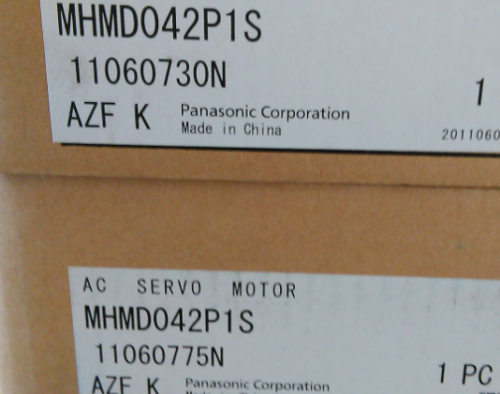 MHMD042P1S
11060730N
1
AZF K Panasonic Corporation
Made in China
2011060
AC SERVO MOTOR
MHMD042P1S
11060775N
1 PC
AZF K Panasonic Corporation